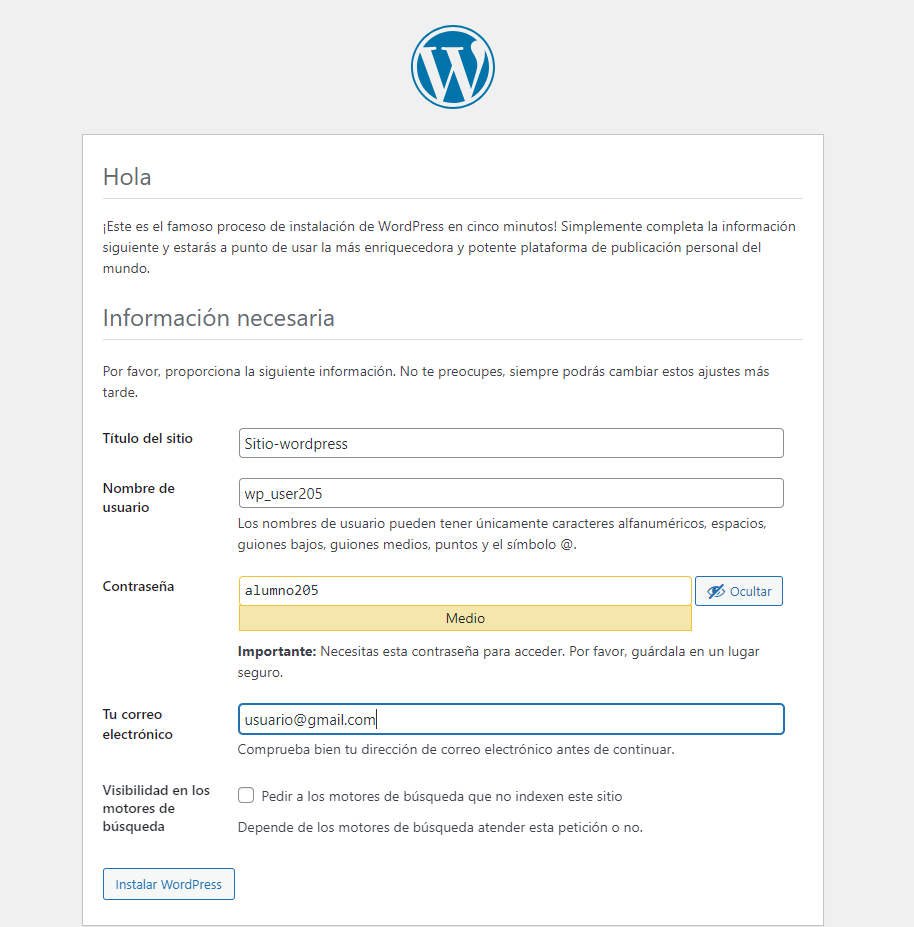 Hola
¡Este es el famoso proceso de instalación de WordPress en cinco minutos! Simplemente completa la información
siguiente y estarás a punto de usar la más enriquecedora y potente plataforma de publicación personal del
mundo.
Información necesaria
Por favor, proporciona la siguiente información. No te preocupes, siempre podrás cambiar estos ajustes más
tarde.
Título del sitio
Sitio-wordpress
Nombre de
usuario
wp_user205
Los nombres de usuario pueden tener únicamente caracteres alfanuméricos, espacios,
guiones bajos, guiones medios, puntos y el símbolo @.
Contraseña
alumno205
Ocultar
Medio
Importante: Necesitas esta contraseña para acceder. Por favor, guárdala en un lugar
seguro.
Tu correo
electrónico
usuario@gmail.com
Comprueba bien tu dirección de correo electrónico antes de continuar.
Visibilidad en los
motores de
búsqueda
Pedir a los motores de búsqueda que no indexen este sitio
Depende de los motores de búsqueda atender esta petición o no.
Instalar WordPress